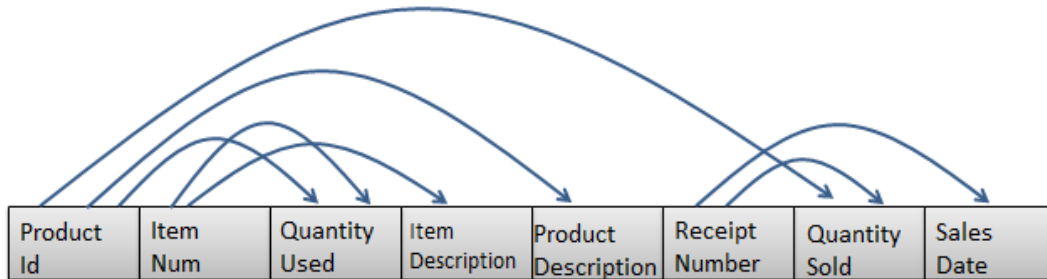 Product
Id
Item
Num
Quantity
Used
Item
Description
Product
Description
Receipt
Number
Quantity
Sold
Sales
Date